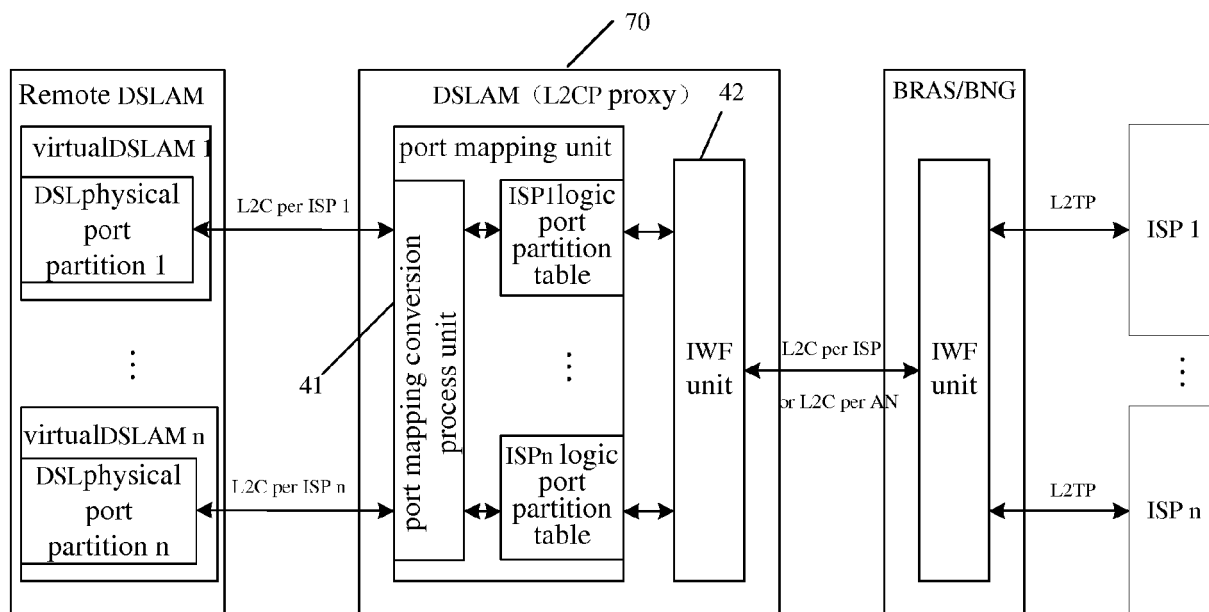 70
Remote DSLAM
virtualDSLAM 1
DSLphysical
port
partition 1
L2C per ISP 1
virtualDSLAM n
DSLphysical
port
partition n
L2C per ISP n
DSLAM (L2CP proxy)
42
port mapping unit
port mapping conversion
process unit
41
ISP1logic
port
partition
table
ISPn logic
port
partition
table
IWF
unit
L2C per ISP
or L2C per AN
BRAS/BNG
IWF
unit
L2TP
ISP 1
L2TP
ISP n